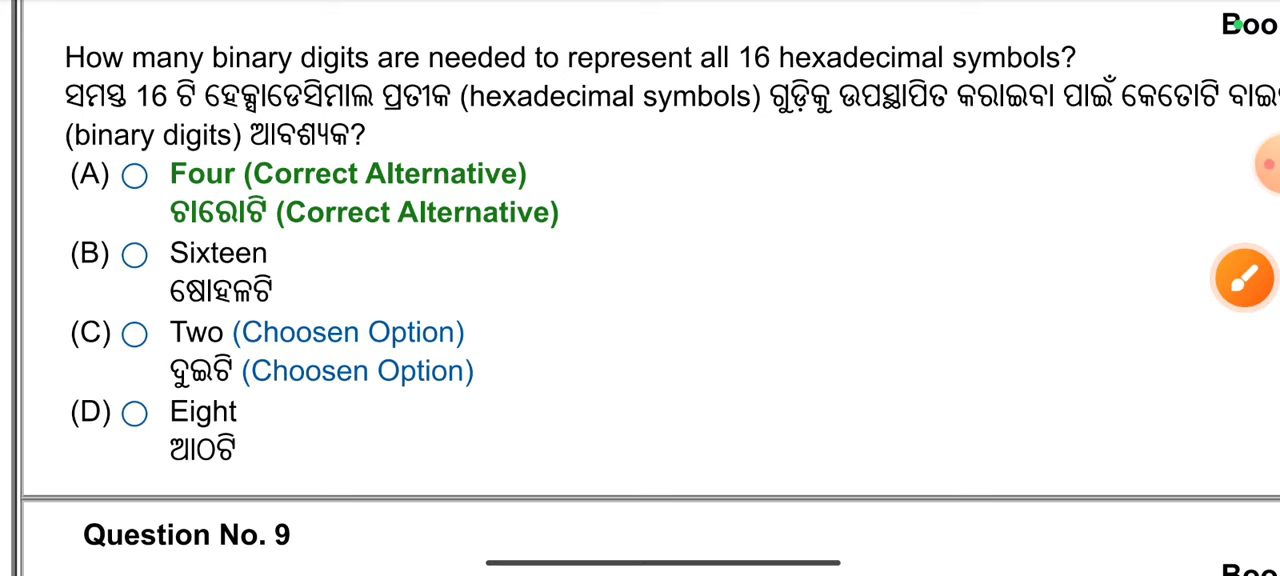 Boo
How many binary digits are needed to represent all 16 hexadecimal symbols?
ସମସ୍ତ 16 ଟି ହେକ୍ସାଡେସିମାଲ ପ୍ରତୀକ (hexadecimal symbols) ଗୁଡ଼ିକୁ ଉପସ୍ଥାପିତ କରାଇବା ପାଇଁ କେତୋଟି
(binary digits) ଆବଶ୍ୟକ?
(A) Four (Correct Alternative)
ଚାରୋଟି (Correct Alternative)
(B) Sixteen
ଷୋହଳଟି
(C) Two (Choosen Option)
ଦୁଇଟି (Choosen Option)
(D) Eight
ଆଠଟି
Question No. 9